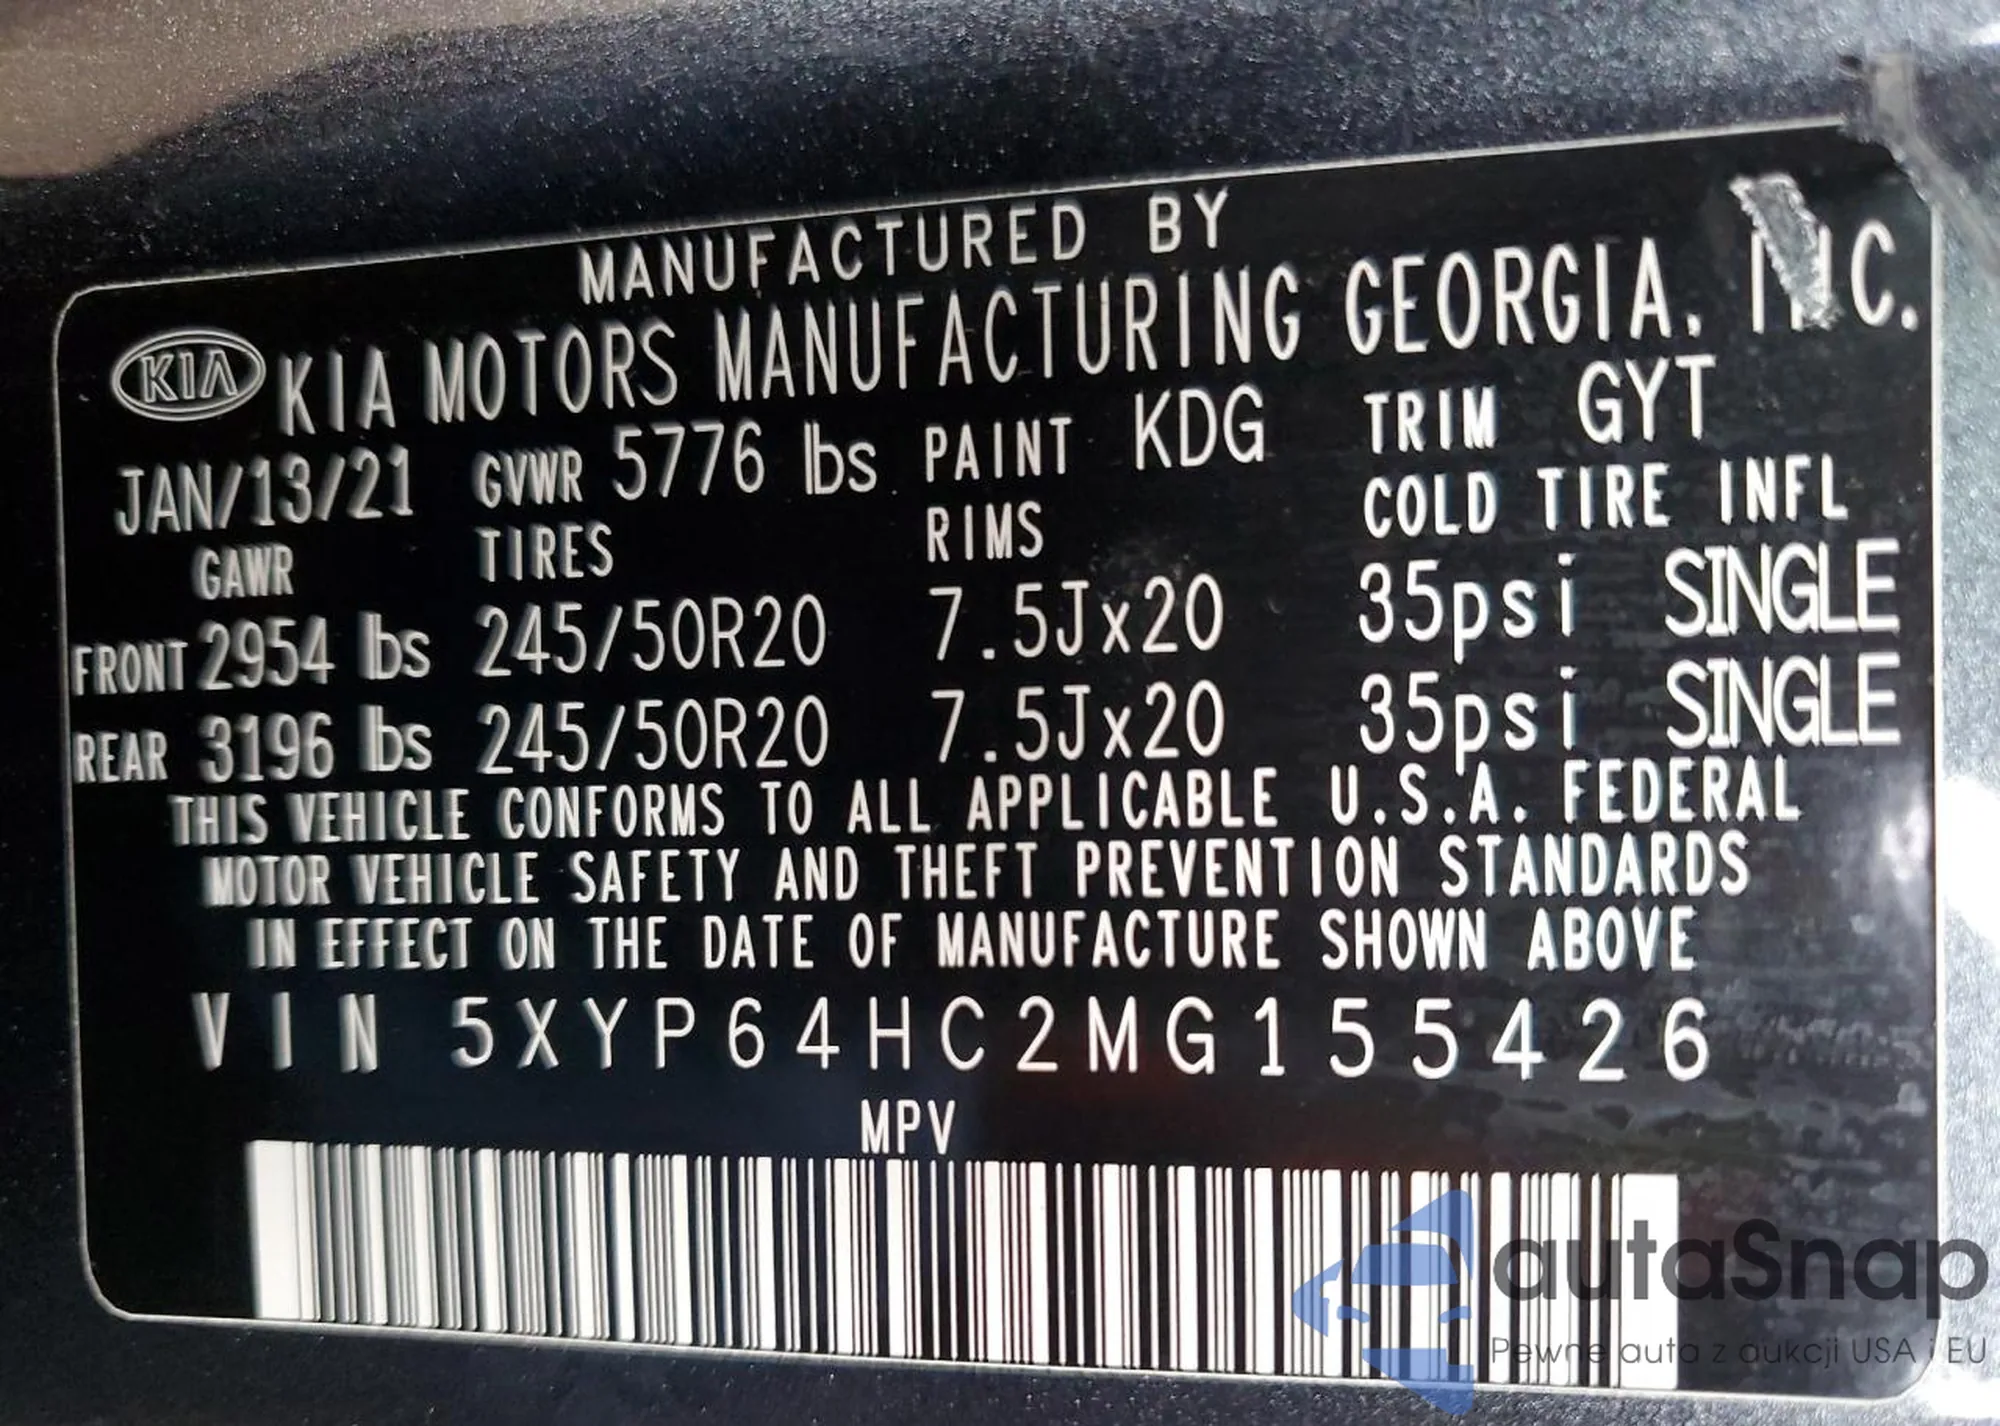 MANUFACTURED BY
KIA KIA MOTORS MANUFACTURING GEORGIA. INC.
JAN/13/21 GVWR 5776 lbs PAINT KDG TRIM GYT
GAWR TIRES RIMS COLD TIRE INFL
FRONT 2954 lbs 245/50R20 7.5Jx20 35psi SINGLE
REAR 3196 lbs 245/50R20 7.5Jx20 35psi SINGLE
THIS VEHICLE CONFORMS TO ALL APPLICABLE U.S.A. FEDERAL
MOTOR VEHICLE SAFETY AND THEFT PREVENTION STANDARDS
IN EFFECT ON THE DATE OF MANUFACTURE SHOWN ABOVE
VIN 5XYP64HC2MG155426
MPV
autaSnap
Pewne auta z aukcji USA i EU